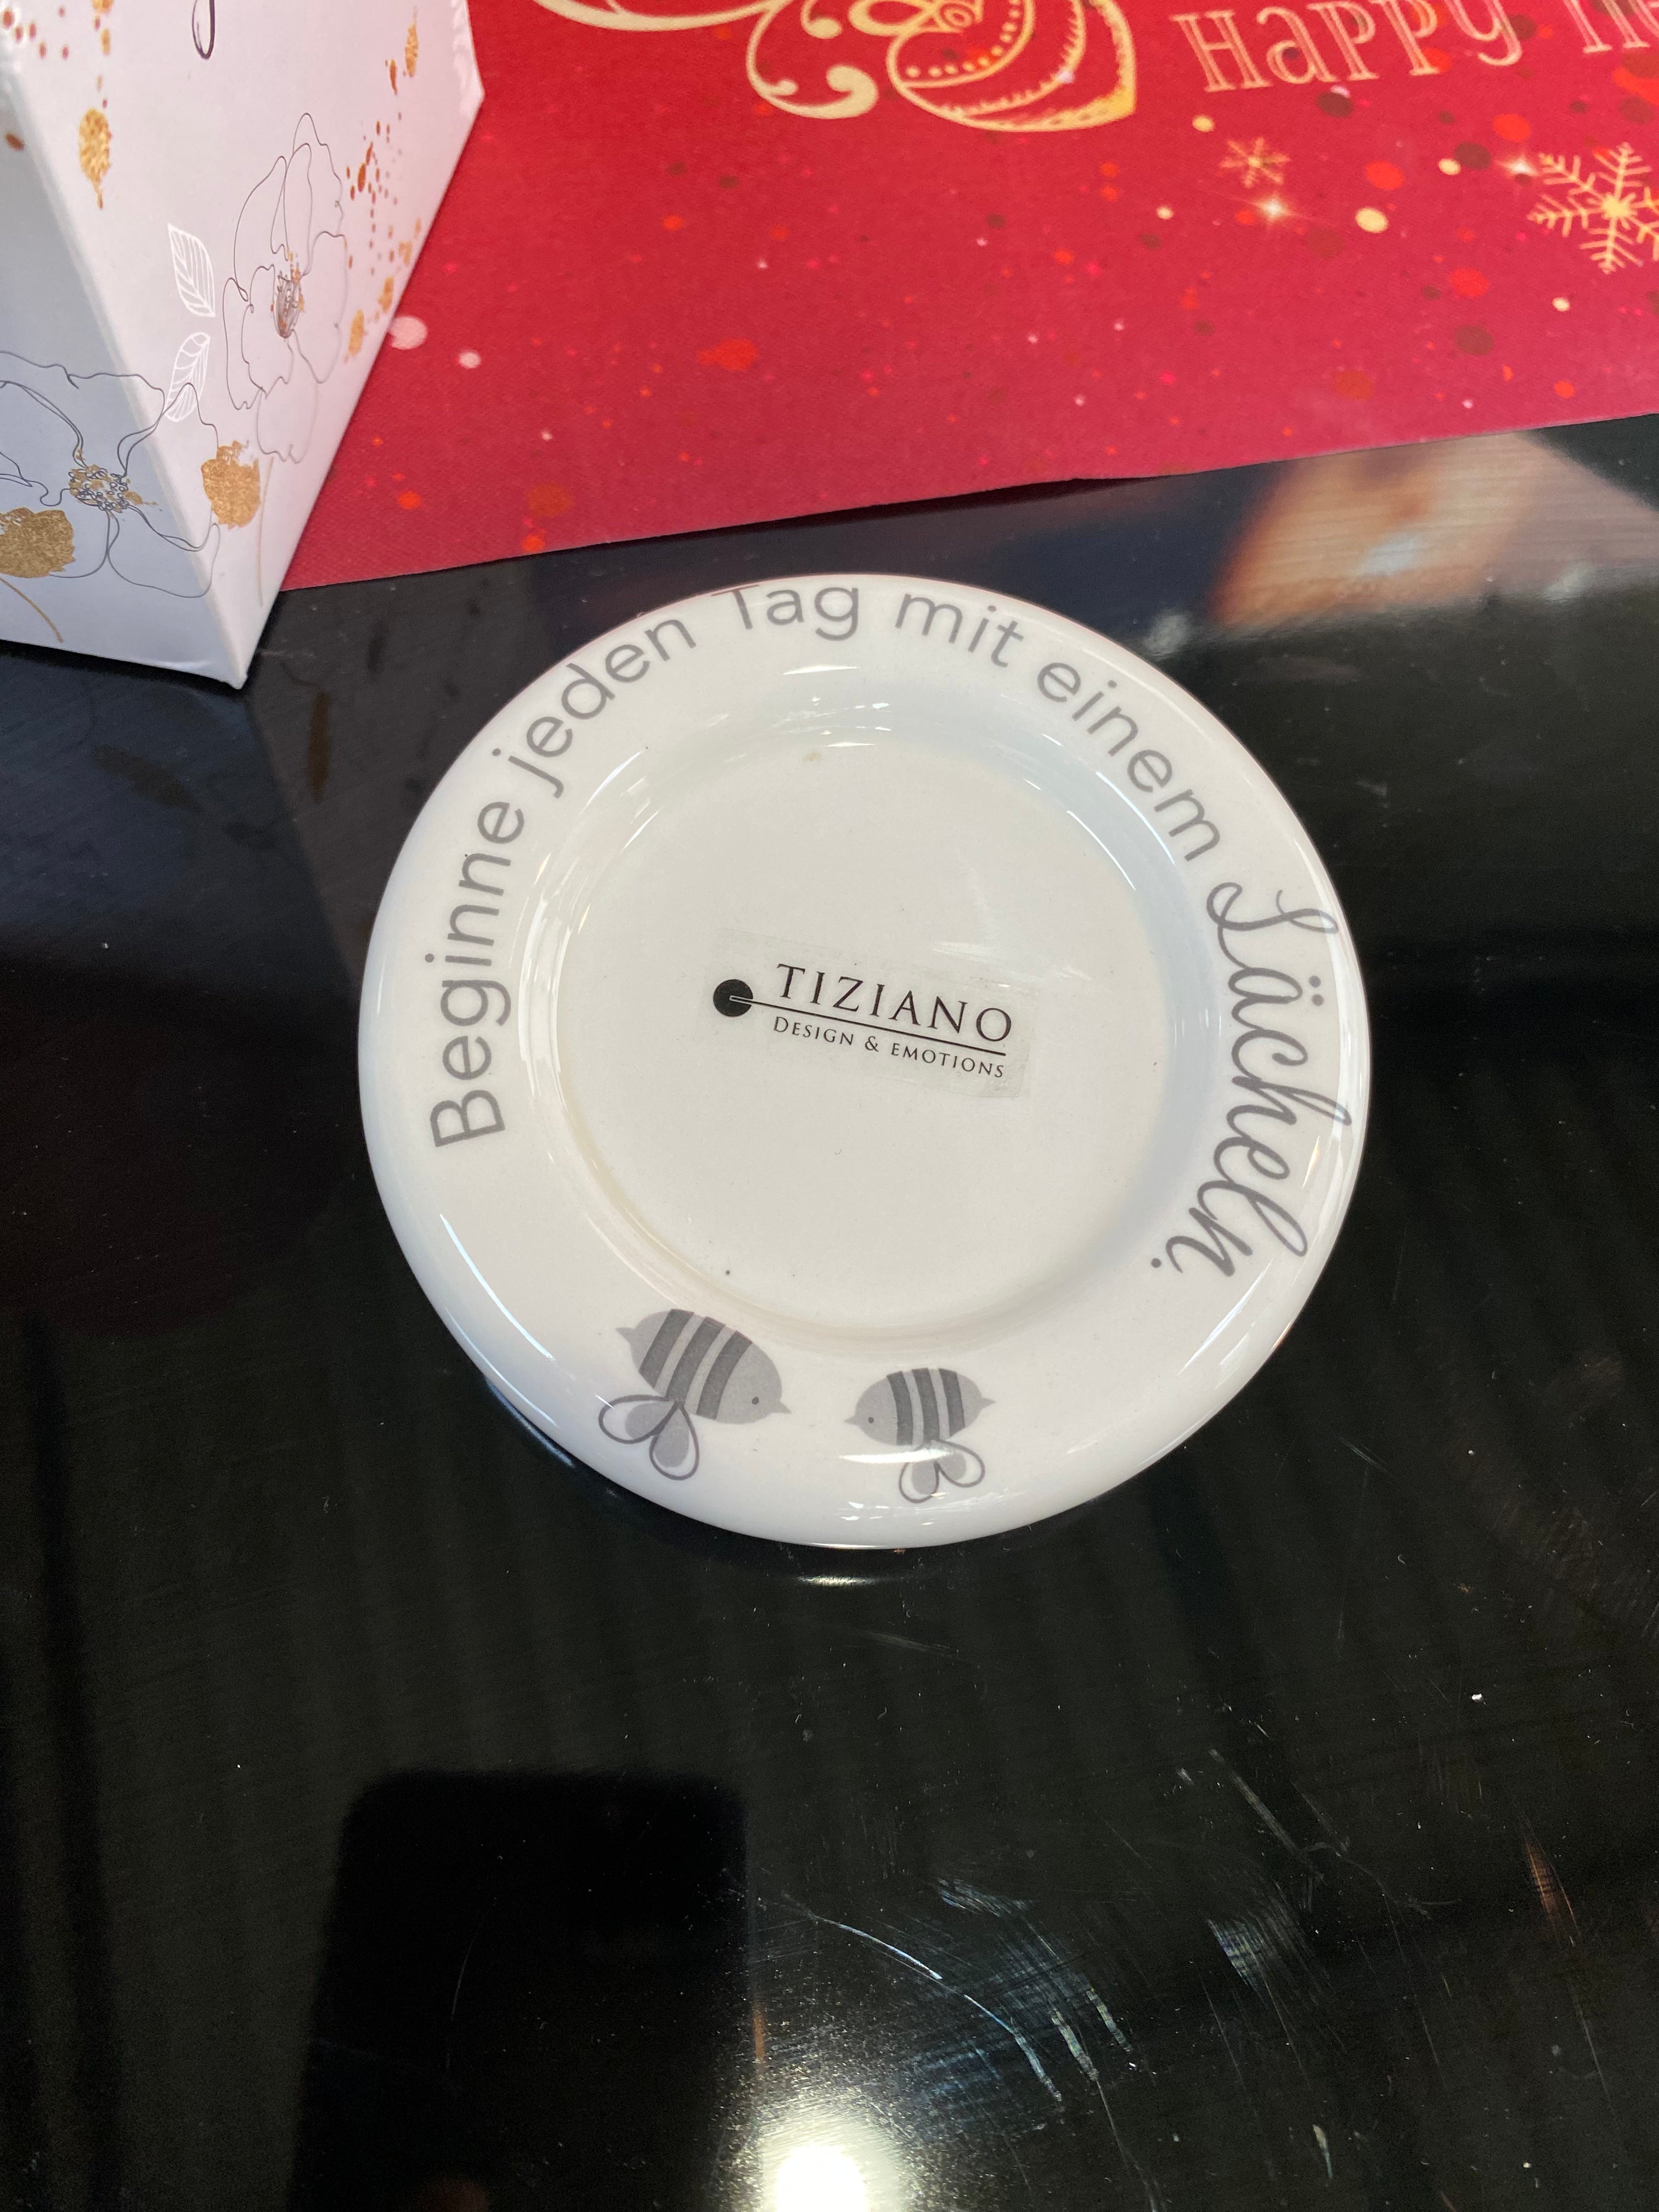 Happy
Beginne jeden Tag mit einem Lächeln.
TIZIANO
DESIGN & EMOTIONS